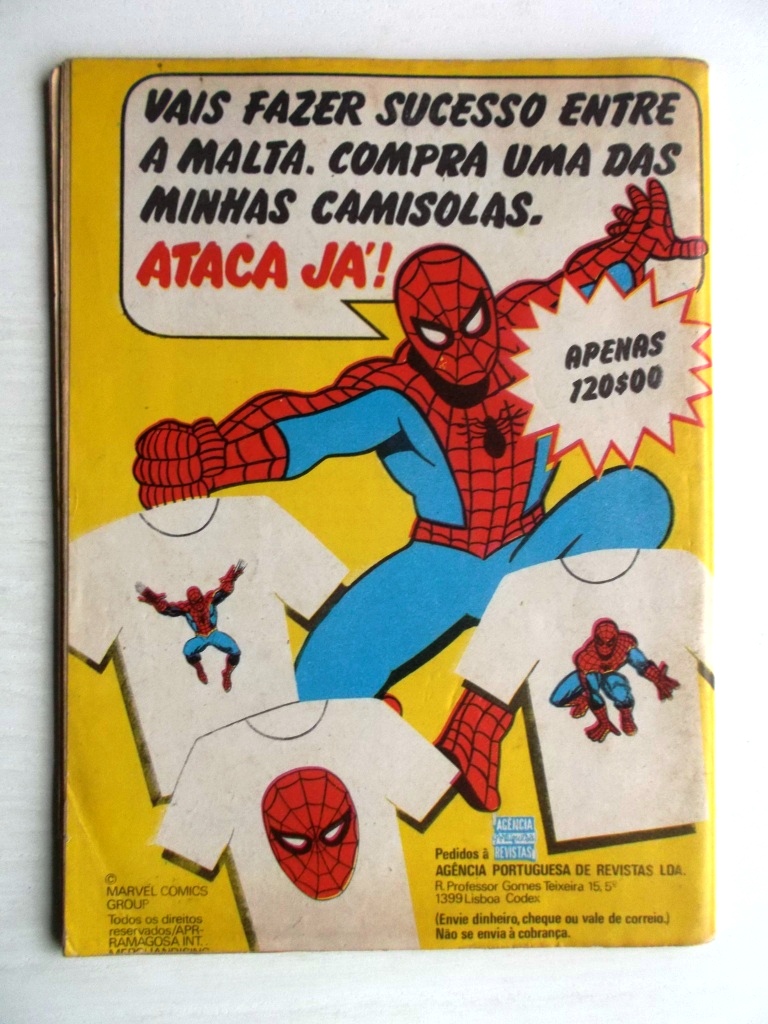 VAIS FAZER SUCESSO ENTRE
A MALTA. COMPRA UMA DAS
MINHAS CAMISOLAS.
ATACA JÁ!
APENAS
120$00
AGÊNCIA
REVISTAS
Pedidos à
AGÊNCIA PORTUGUESA DE REVISTAS LDA.
R. Professor Gomes Teixeira 15, 5º
1399 Lisboa Codex
(Envie dinheiro, cheque ou vale de correio.)
Não se envia à cobrança.
©
MARVEL COMICS
GROUP
Todos os direitos
reservados/APR-
RAMAGOSA INT.
MERCHANDISING